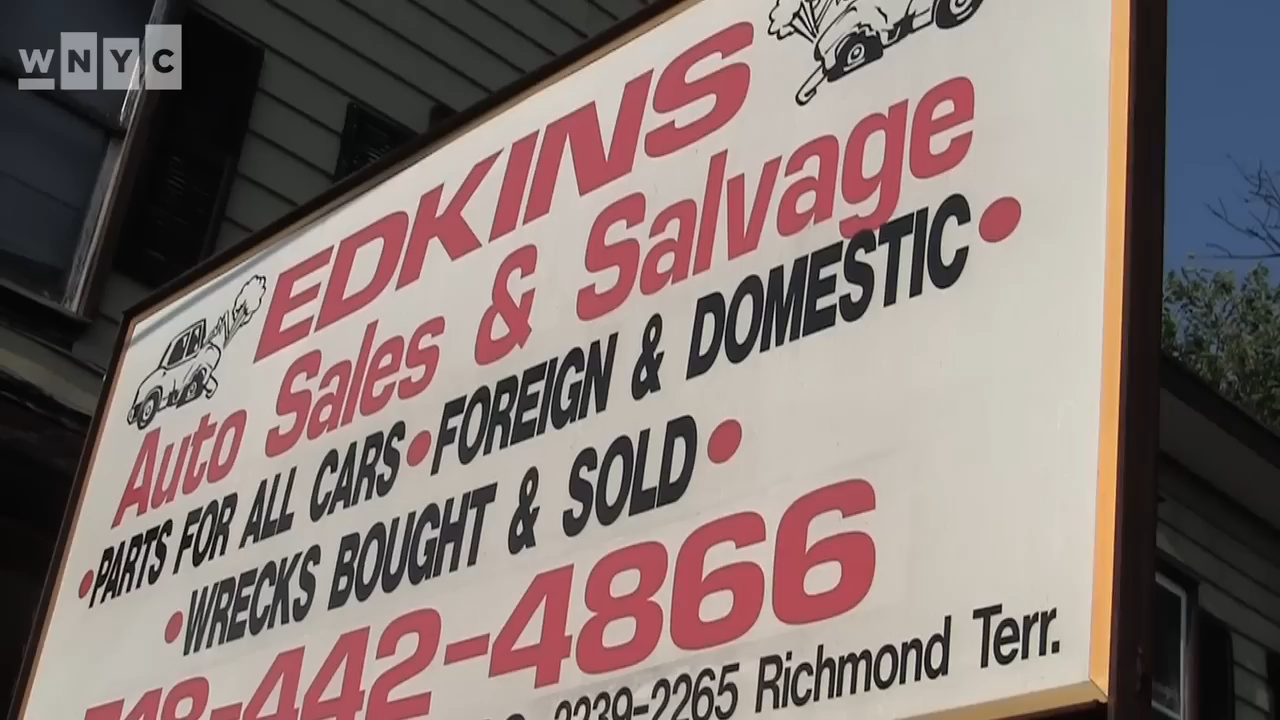 WNYC
EDKINS
Auto Sales & Salvage
•PARTS FOR ALL CARS•FOREIGN & DOMESTIC•
•WRECKS BOUGHT & SOLD•
718-442-4866
2239-2265 Richmond Terr.